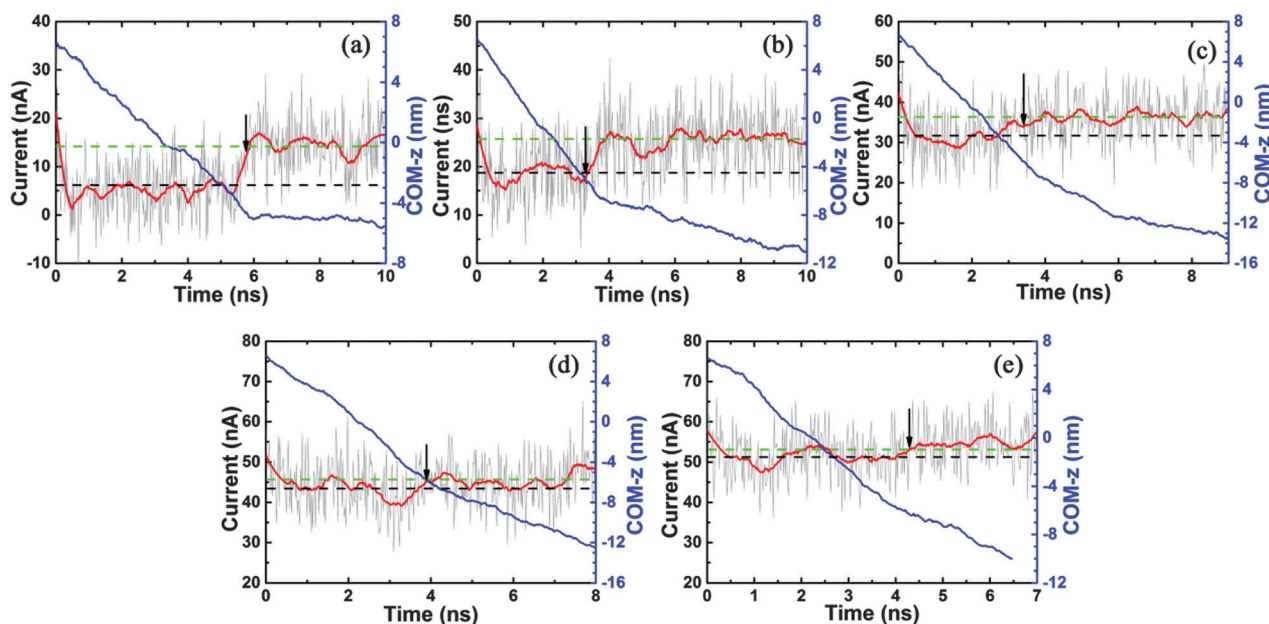 (a)
Current (nA)
40
30
20
10
0
-10
0 2 4 6 8 10
Time (ns)
8
4
0
-4
-8
COM-z (nm)
(b)
Current (ns)
50
40
30
20
10
0
0 2 4 6 8 10
Time (ns)
8
4
0
-4
-8
-12
COM-z (nm)
(c)
Current (nA)
60
50
40
30
20
10
0
0 2 4 6 8
Time (ns)
8
4
0
-4
-8
-12
-16
COM-z (nm)
(d)
Current (nA)
80
70
60
50
40
30
20
0 2 4 6 8
Time (ns)
8
4
0
-4
-8
-12
-16
COM-z (nm)
(e)
Current (nA)
80
70
60
50
40
30
20
0 1 2 3 4 5 6 7
Time (ns)
8
4
0
-4
-8
-12
COM-z (nm)